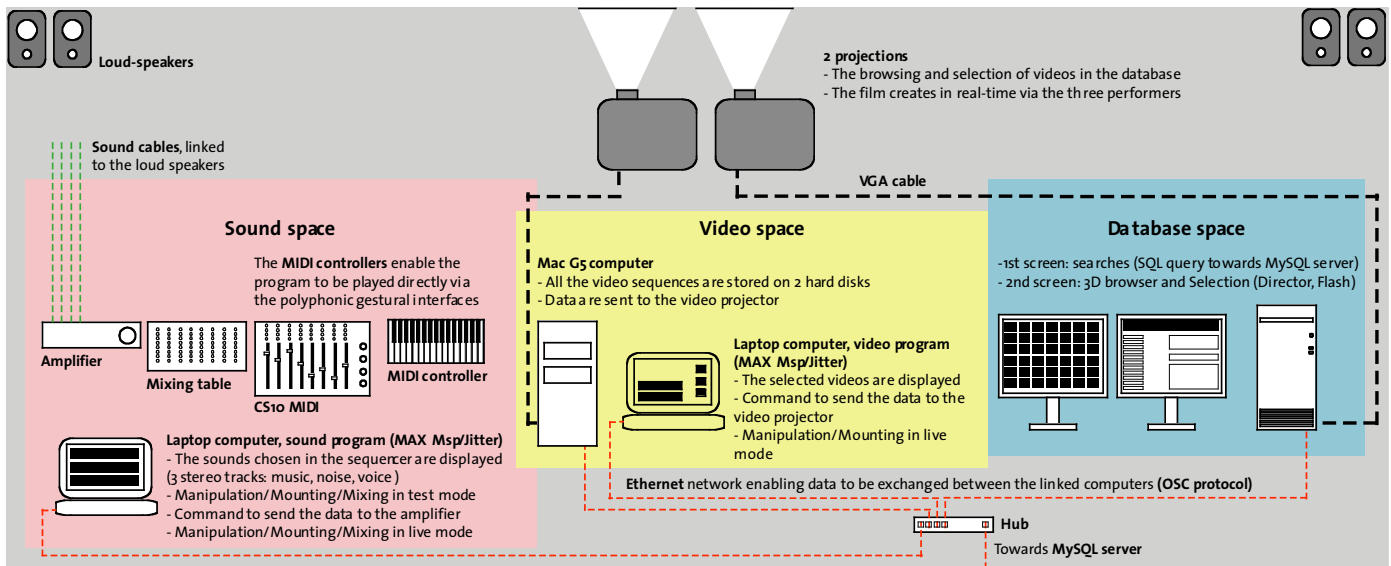 Loud-speakers
2 projections
- The browsing and selection of videos in the database
- The film creates in real-time via the three performers
Sound cables, linked
to the loud speakers
VGA cable
Sound space
The MIDI controllers enable the
program to be played directly via
the polyphonic gestural interfaces
Amplifier
Mixing table
CS10 MIDI
MIDI controller
Laptop computer, sound program (MAX Msp/Jitter)
- The sounds chosen in the sequencer are displayed
(3 stereo tracks: music, noise, voice )
- Manipulation/Mounting/Mixing in test mode
- Command to send the data to the amplifier
- Manipulation/Mounting/Mixing in live mode
Video space
Mac G5 computer
- All the video sequences are stored on 2 hard disks
- Data are sent to the video projector
Laptop computer, video program
(MAX Msp/Jitter)
- The selected videos are displayed
- Command to send the data to the
video projector
- Manipulation/Mounting in live
mode
Database space
-1st screen: searches (SQL query towards MySQL server)
- 2nd screen: 3D browser and Selection (Director, Flash)
Ethernet network enabling data to be exchanged between the linked computers (OSC protocol)
Hub
Towards MySQL server